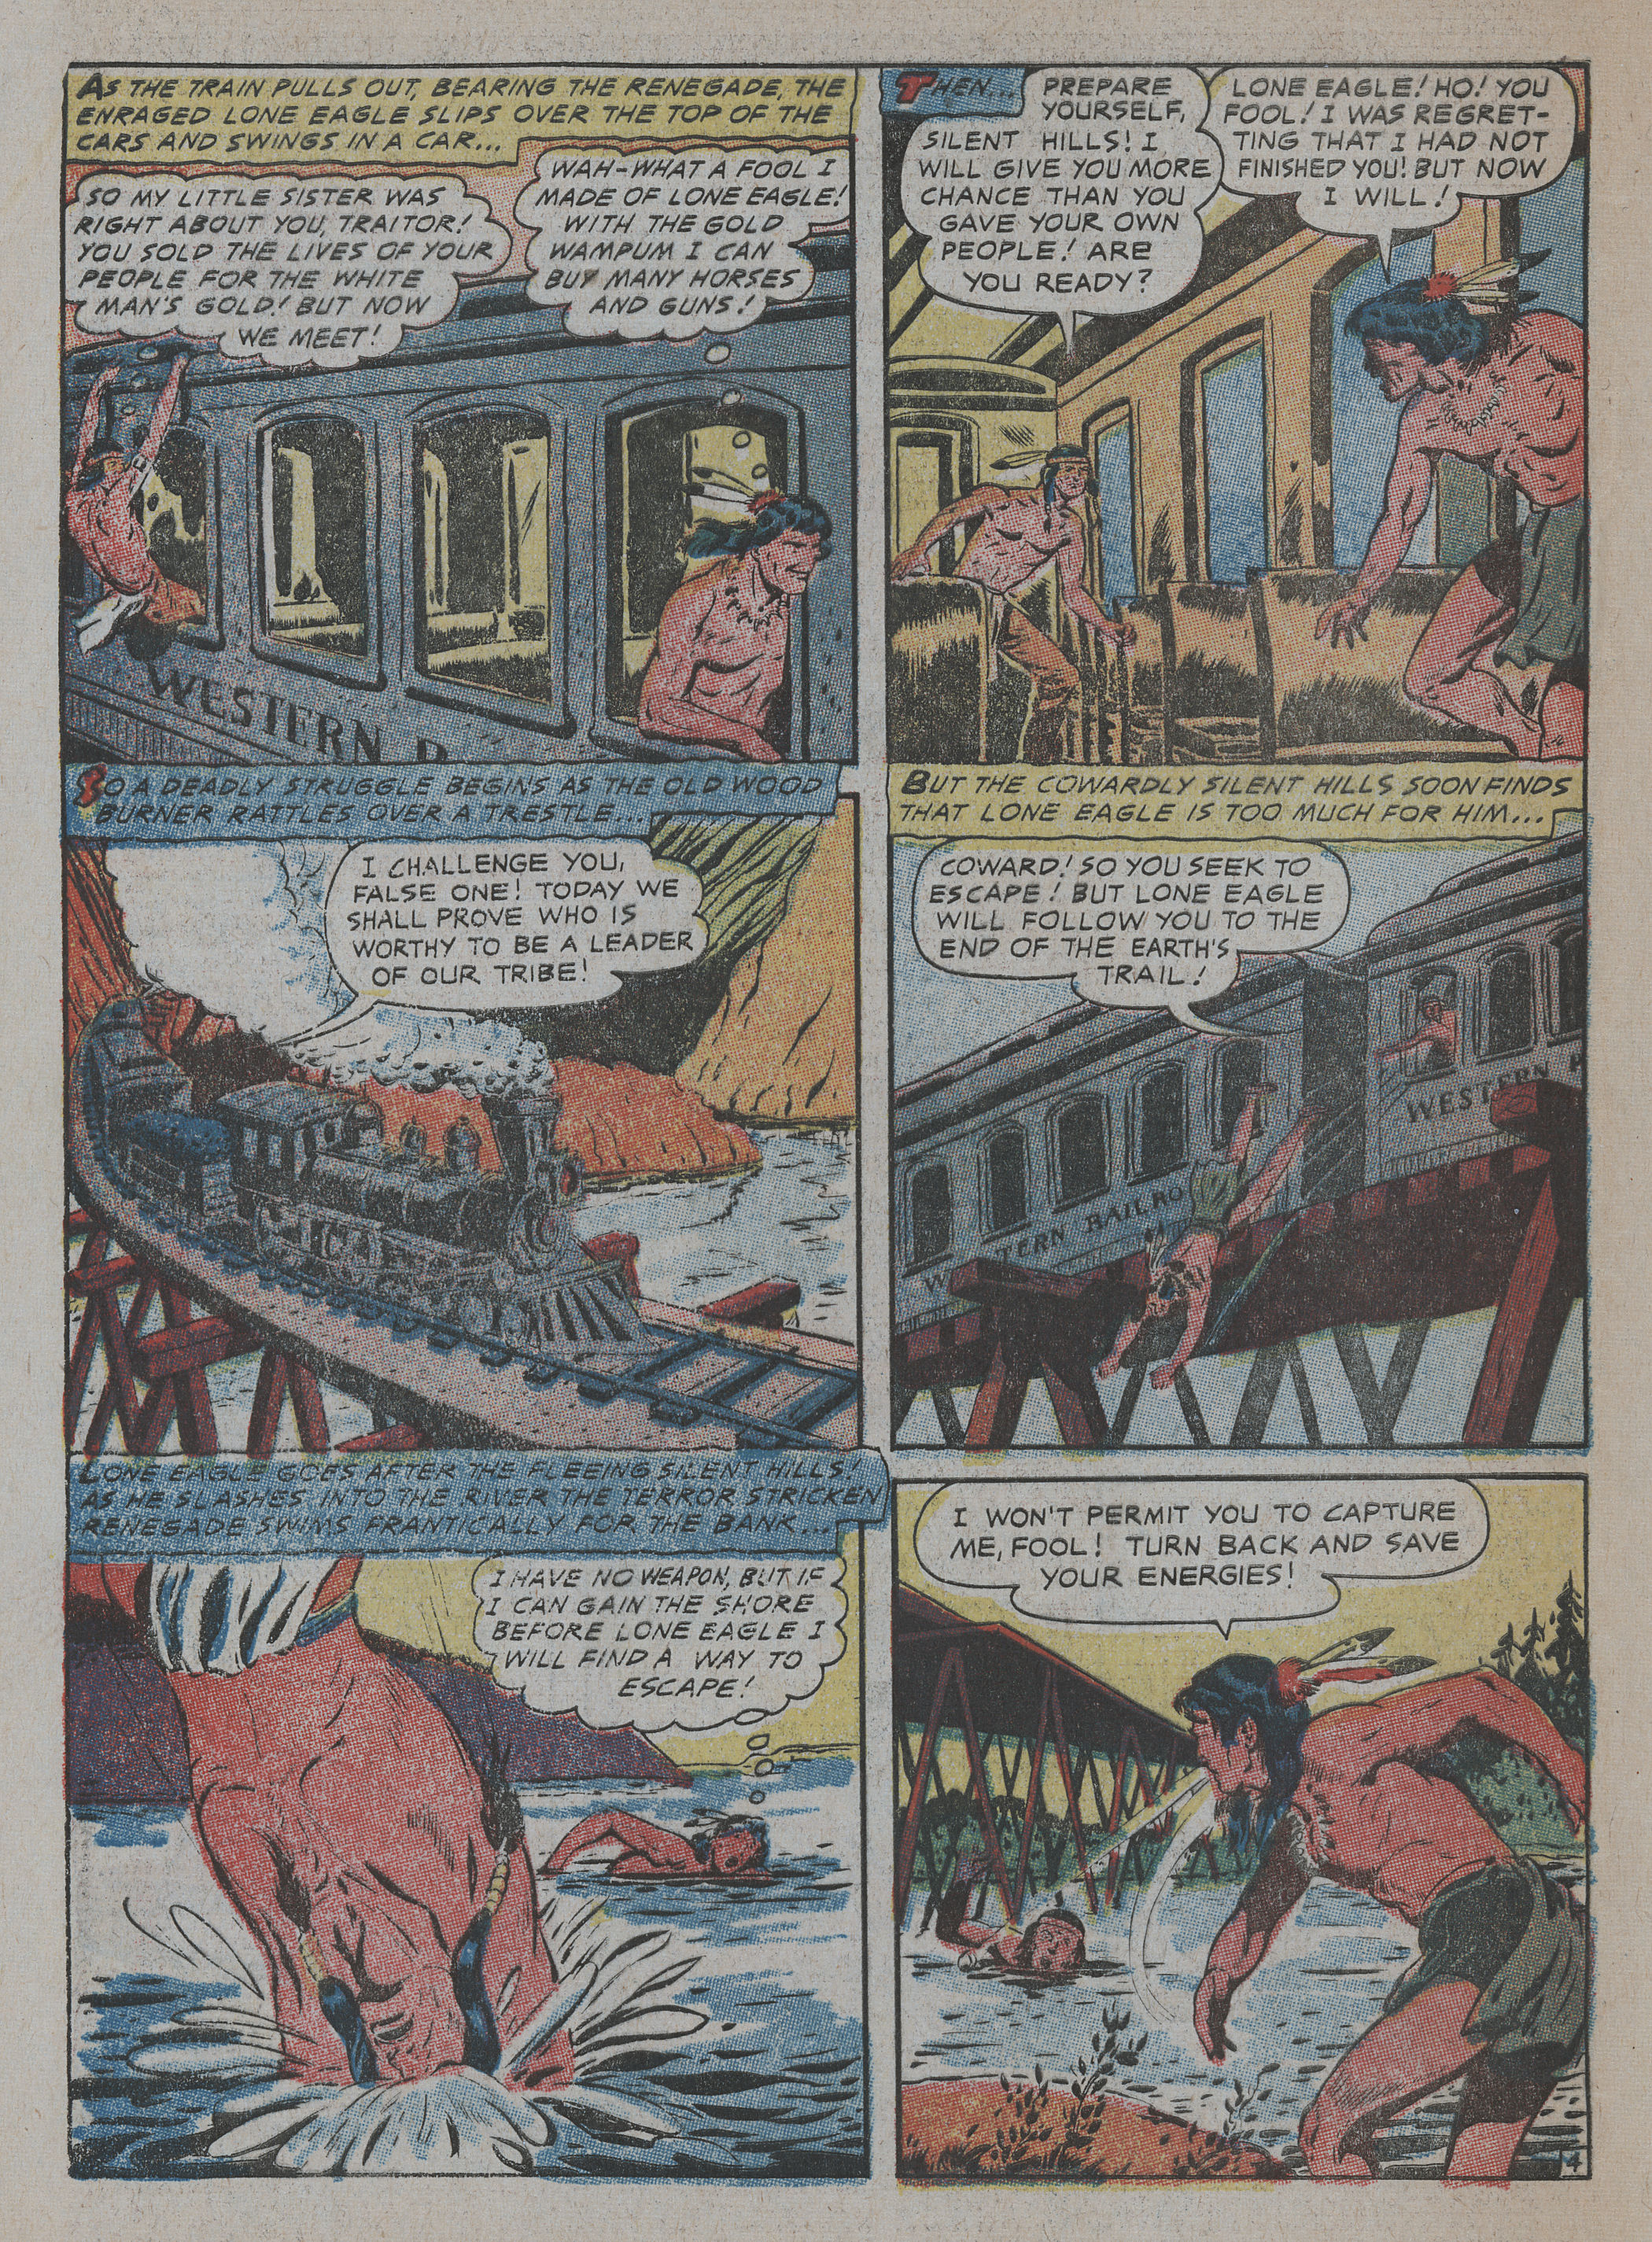 AS THE TRAIN PULLS OUT, BEARING THE RENEGADE, THE
ENRAGED LONE EAGLE SLIPS OVER THE TOP OF THE
CARS AND SWINGS IN A CAR...
SO MY LITTLE SISTER WAS
RIGHT ABOUT YOU, TRAITOR!
YOU SOLD THE LIVES OF YOUR
PEOPLE FOR THE WHITE
MAN'S GOLD! BUT NOW
WE MEET!
WAH-WHAT A FOOL I
MADE OF LONE EAGLE!
WITH THE GOLD
WAMPUM I CAN
BUY MANY HORSES
AND GUNS!
WESTERN R
THEN...
PREPARE
YOURSELF,
SILENT HILLS! I
WILL GIVE YOU MORE
CHANCE THAN YOU
GAVE YOUR OWN
PEOPLE! ARE
YOU READY?
LONE EAGLE! HO! YOU
FOOL! I WAS REGRET-
TING THAT I HAD NOT
FINISHED YOU! BUT NOW
I WILL!
SO A DEADLY STRUGGLE BEGINS AS THE OLD WOOD
BURNER RATTLES OVER A TRESTLE...
I CHALLENGE YOU,
FALSE ONE! TODAY WE
SHALL PROVE WHO IS
WORTHY TO BE A LEADER
OF OUR TRIBE!
BUT THE COWARDLY SILENT HILLS SOON FINDS
THAT LONE EAGLE IS TOO MUCH FOR HIM...
COWARD! SO YOU SEEK TO
ESCAPE! BUT LONE EAGLE
WILL FOLLOW YOU TO THE
END OF THE EARTH'S
TRAIL!
W TERN RAILRO
WESTERN
LONE EAGLE GOES AFTER THE FLEEING SILENT HILLS!
AS HE SLASHES INTO THE RIVER THE TERROR STRICKEN
RENEGADE SWIMS FRANTICALLY FOR THE BANK...
I HAVE NO WEAPON, BUT IF
I CAN GAIN THE SHORE
BEFORE LONE EAGLE I
WILL FIND A WAY TO
ESCAPE!
I WON'T PERMIT YOU TO CAPTURE
ME, FOOL! TURN BACK AND SAVE
YOUR ENERGIES!
4